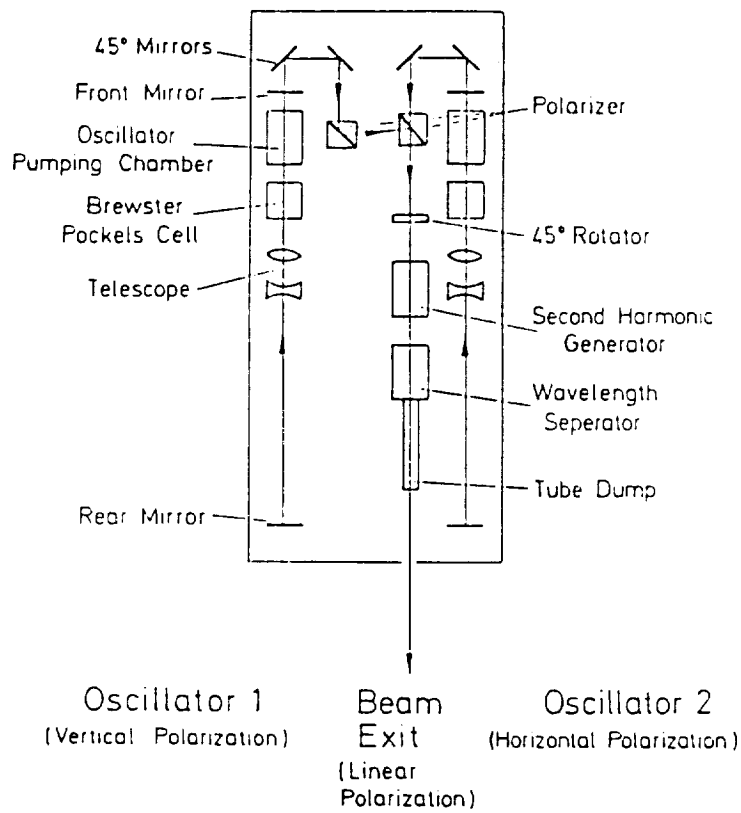 45° Mirrors
Front Mirror
Oscillator
Pumping Chamber
Brewster
Pockels Cell
Telescope
Rear Mirror
Polarizer
45° Rotator
Second Harmonic
Generator
Wavelength
Seperator
Tube Dump
Oscillator 1
(Vertical Polarization)
Beam
Exit
(Linear
Polarization)
Oscillator 2
(Horizontal Polarization)